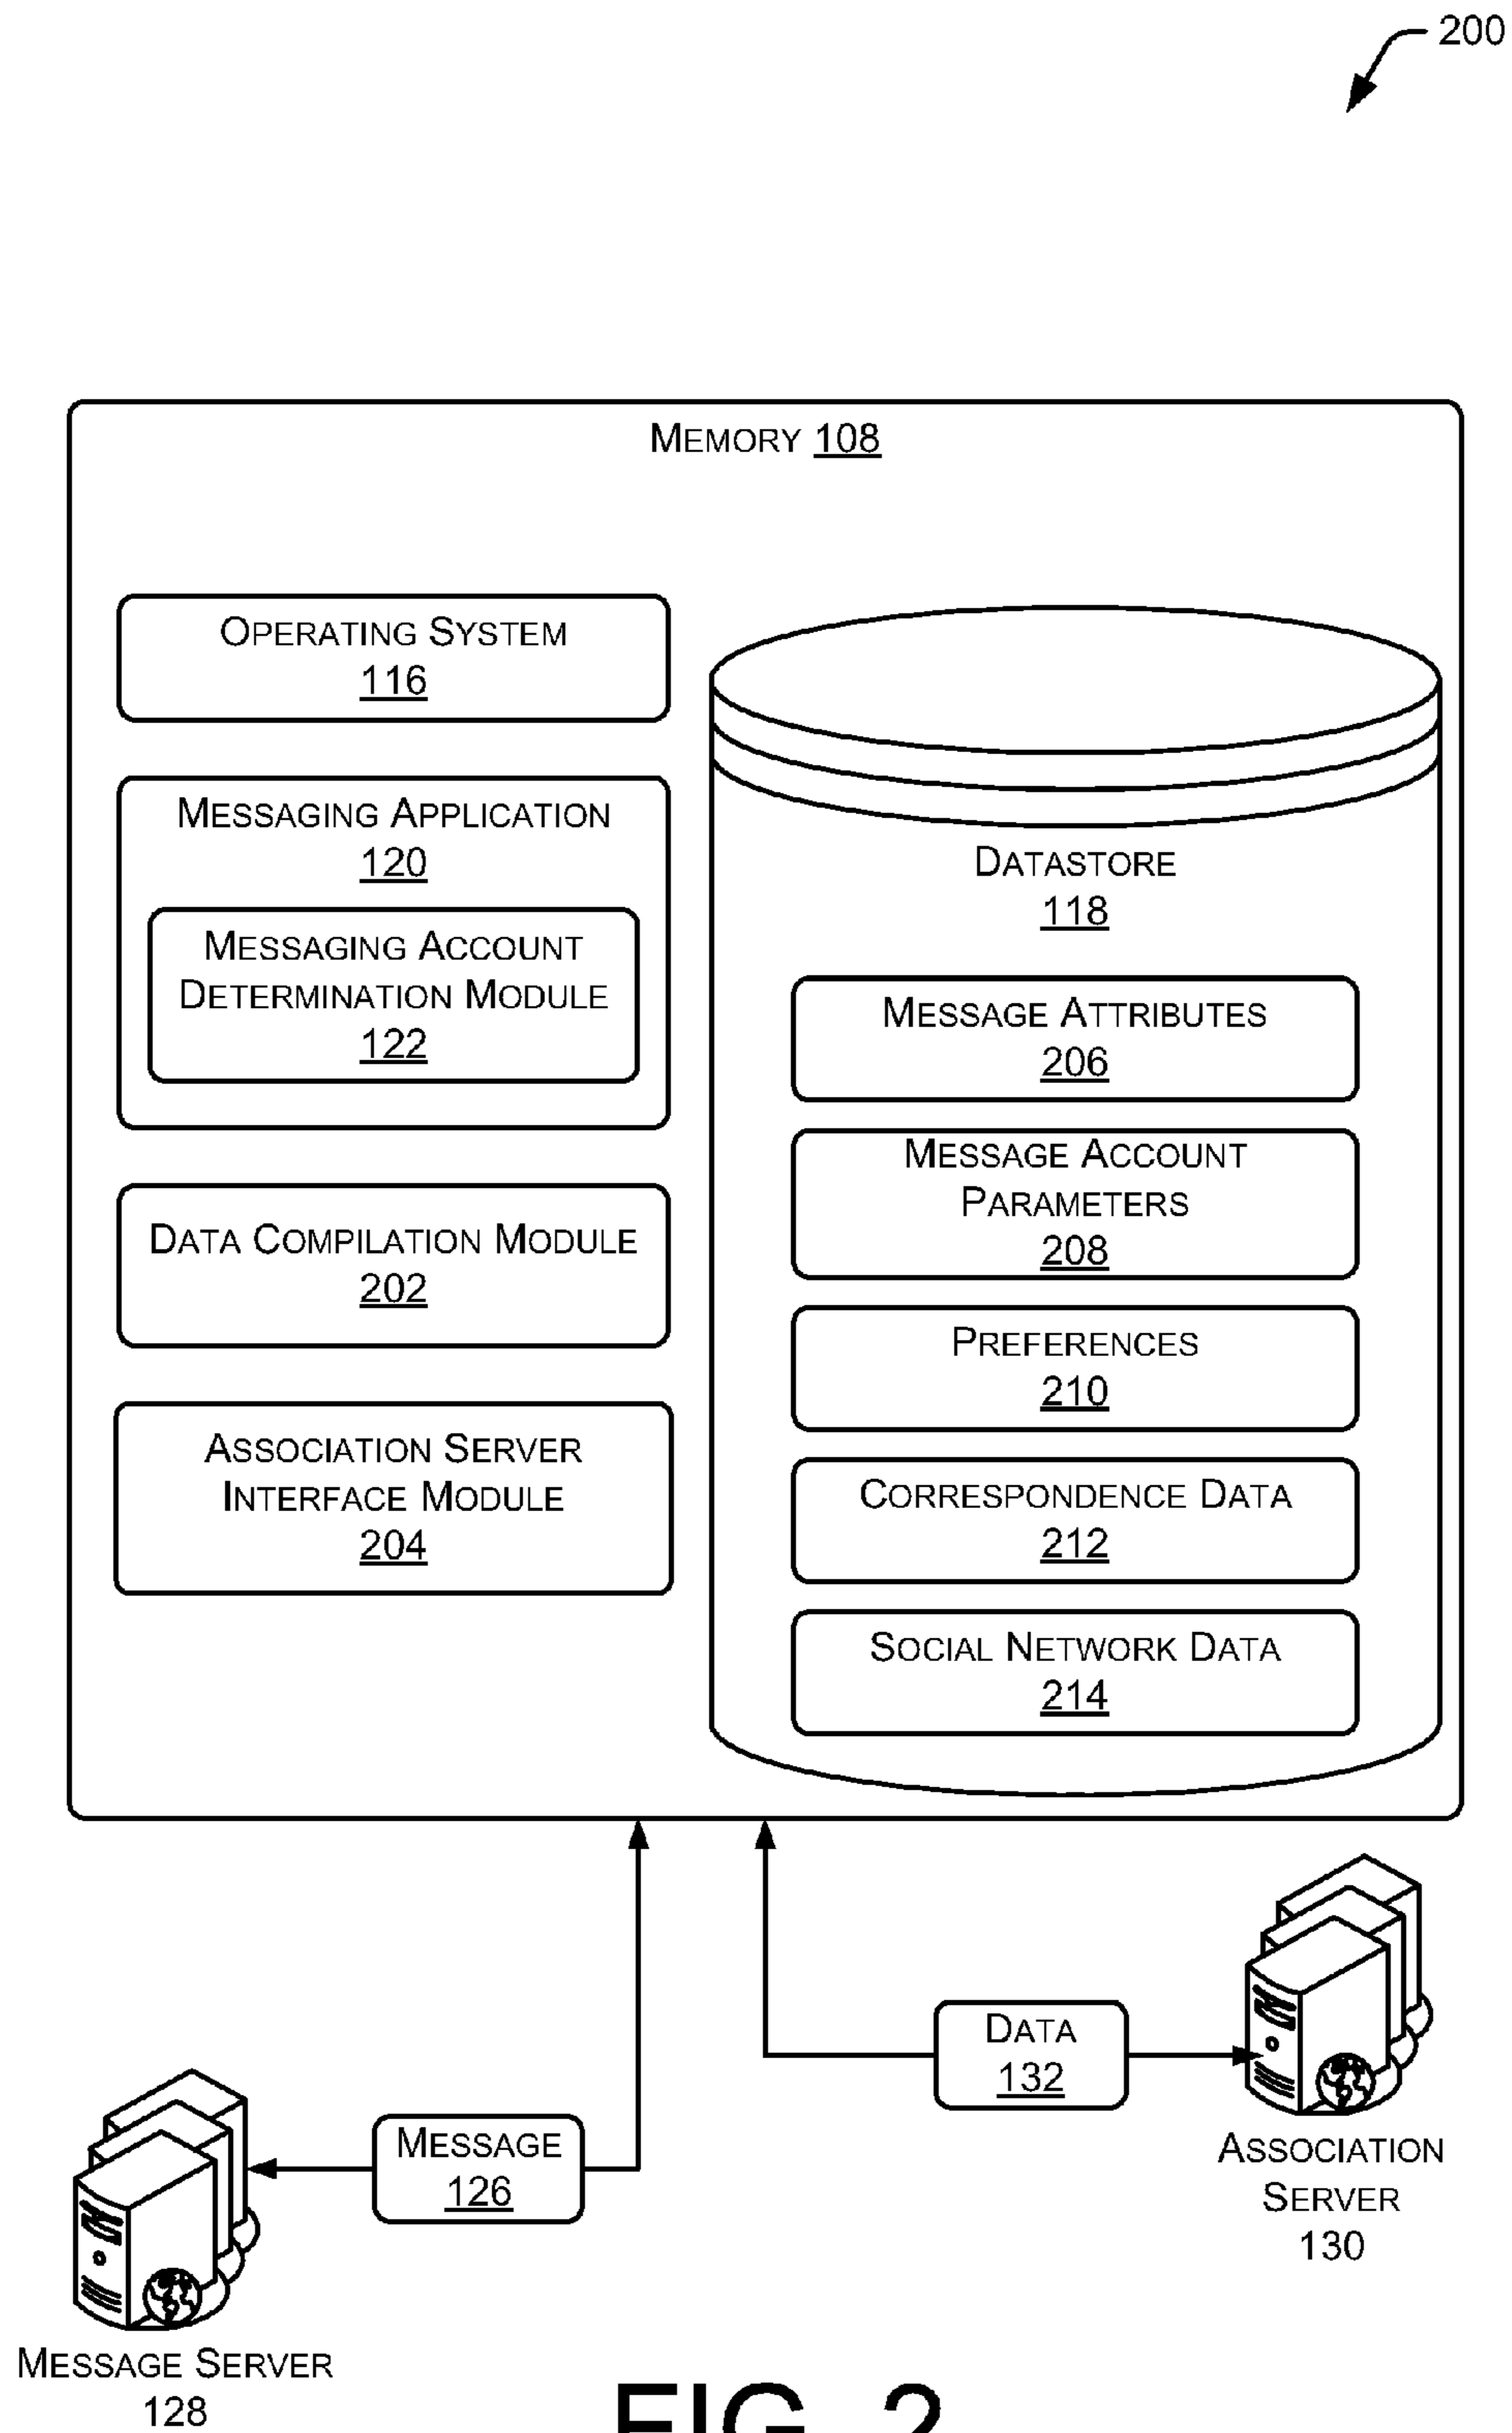 200
MEMORY 108
OPERATING SYSTEM
116
MESSAGING APPLICATION
120
MESSAGING ACCOUNT
DETERMINATION MODULE
122
DATA COMPILATION MODULE
202
ASSOCIATION SERVER
INTERFACE MODULE
204
DATASTORE
118
MESSAGE ATTRIBUTES
206
MESSAGE ACCOUNT
PARAMETERS
208
PREFERENCES
210
CORRESPONDENCE DATA
212
SOCIAL NETWORK DATA
214
DATA
132
MESSAGE
126
ASSOCIATION
SERVER
130
MESSAGE SERVER
128
FIG. 2